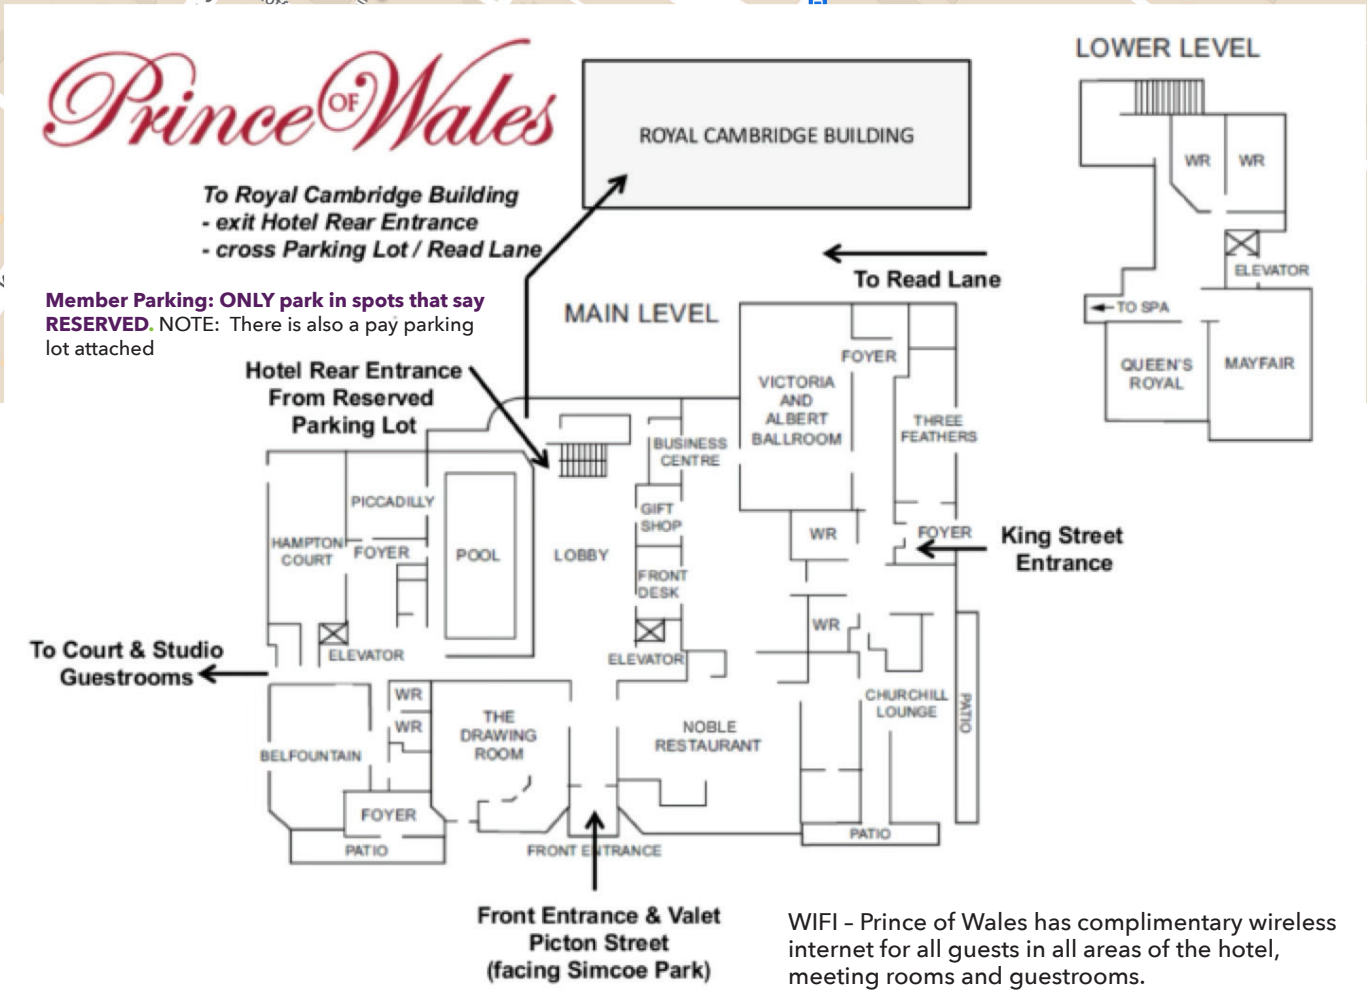 Prince OF Wales
To Royal Cambridge Building
- exit Hotel Rear Entrance
- cross Parking Lot / Read Lane
Member Parking: ONLY park in spots that say
RESERVED. NOTE:  There is also a pay parking
lot attached
ROYAL CAMBRIDGE BUILDING
To Read Lane
LOWER LEVEL
WR
WR
ELEVATOR
TO SPA
QUEEN'S
ROYAL
MAYFAIR
MAIN LEVEL
Hotel Rear Entrance
From Reserved
Parking Lot
FOYER
VICTORIA
AND
ALBERT
BALLROOM
THREE
FEATHERS
BUSINESS
CENTRE
PICCADILLY
GIFT
SHOP
HAMPTON
COURT
FOYER
POOL
LOBBY
WR
FOYER
King Street
Entrance
FRONT
DESK
WR
To Court & Studio
Guestrooms
ELEVATOR
ELEVATOR
WR
WR
THE
DRAWING
ROOM
NOBLE
RESTAURANT
CHURCHILL
LOUNGE
PATIO
BELFOUNTAIN
FOYER
PATIO
FRONT ENTRANCE
PATIO
Front Entrance & Valet
Picton Street
(facing Simcoe Park)
WIFI – Prince of Wales has complimentary wireless
internet for all guests in all areas of the hotel,
meeting rooms and guestrooms.